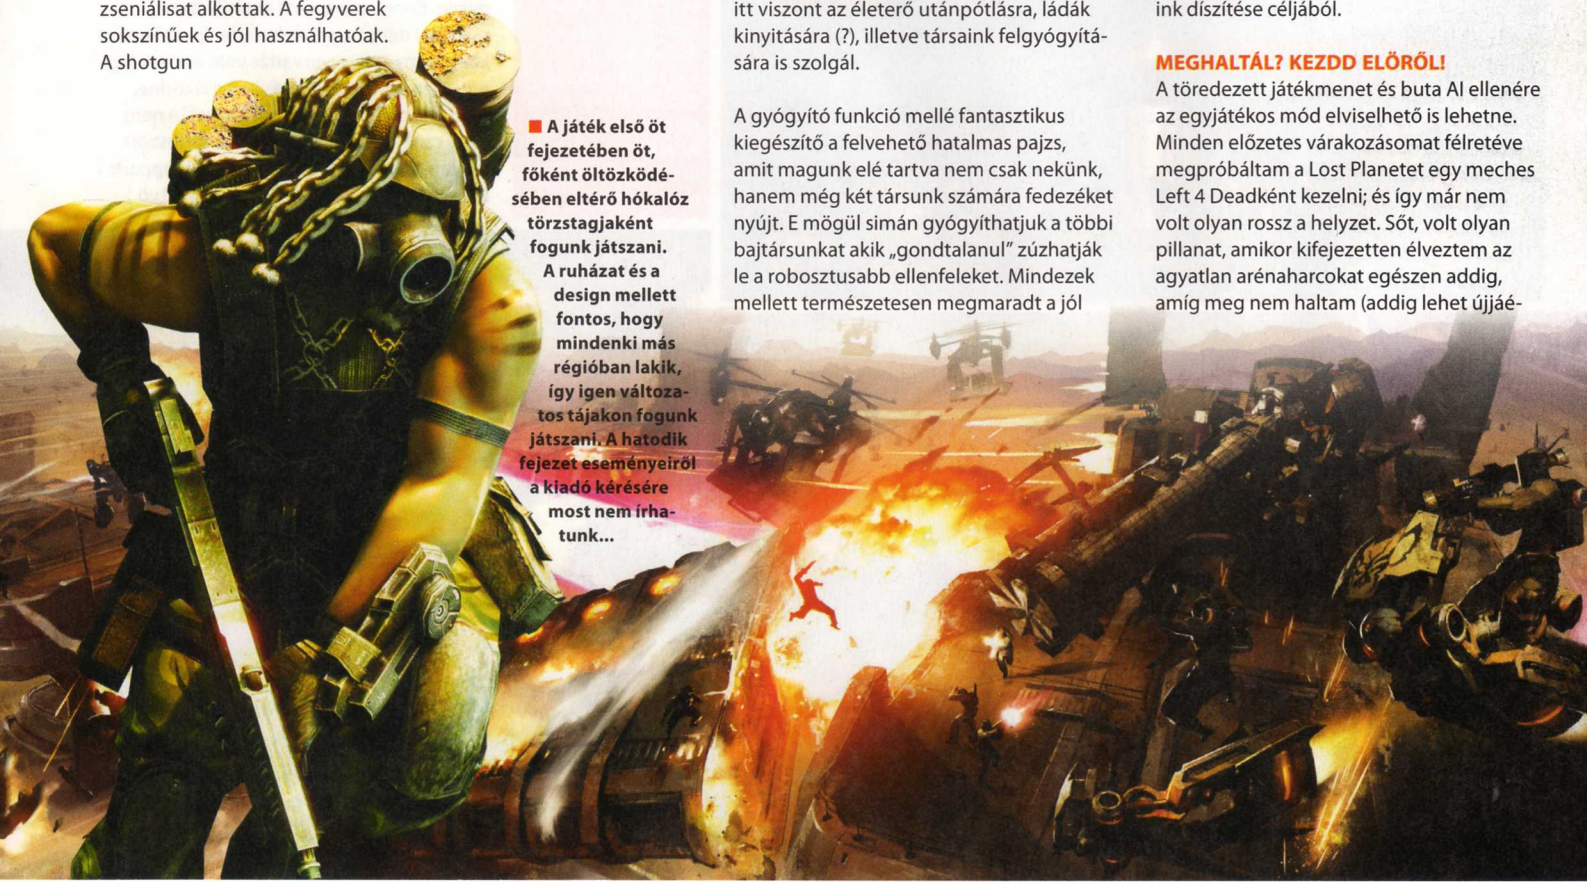 zseniálisat alkottak. A fegyverek
sokszínűek és jól használhatóak.
A shotgun
■ A játék első öt
fejezetében öt,
főként öltözködé-
sében eltérő hókalóz
törzstagjaként
fogunk játszani.
A ruházat és a
design mellett
fontos, hogy
mindenki más
régióban lakik,
így igen változa-
tos tájakon fogunk
játszani. A hatodik
fejezet eseményeiről
a kiadó kérésére
most nem írha-
tunk...
itt viszont az életerő utánpótlásra, ládák
kinyitására (?), illetve társaink felgyógyítá-
sára is szolgál.
A gyógyító funkció mellé fantasztikus
kiegészítő a felvehető hatalmas pajzs,
amit magunk elé tartva nem csak nekünk,
hanem még két társunk számára fedezéket
nyújt. E mögül simán gyógyíthatjuk a többi
bajtársunkat akik „gondtalanul” zúzhatják
le a robosztusabb ellenfeleket. Mindezek
mellett természetesen megmaradt a jól
ink díszítése céljából.
MEGHALTÁL? KEZDD ELÖRŐL!
A töredezett játékmenet és buta AI ellenére
az egyjátékos mód elviselhető is lehetne.
Minden előzetes várakozásomat félretéve
megpróbáltam a Lost Planetet egy meches
Left 4 Deadként kezelni; és így már nem
volt olyan rossz a helyzet. Sőt, volt olyan
pillanat, amikor kifejezetten élveztem az
agyatlan arénaharcokat egészen addig,
amíg meg nem haltam (addig lehet újjáé-